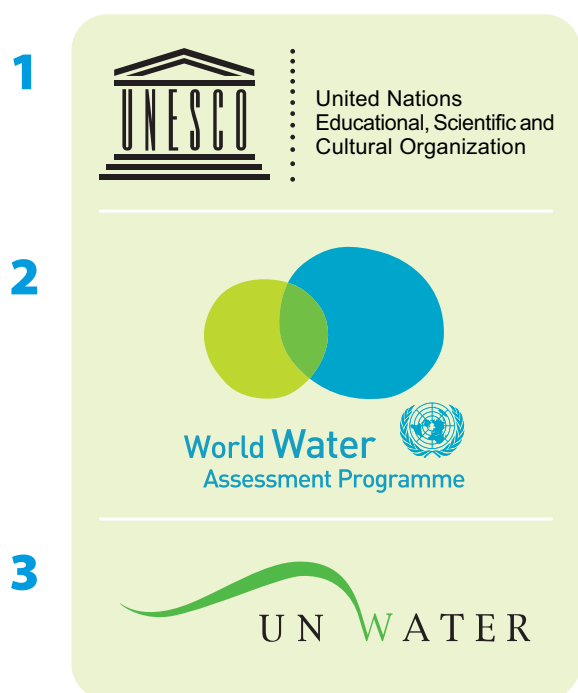 1
UNESCO
United Nations
Educational, Scientific and
Cultural Organization
2
World Water
Assessment Programme
3
UN WATER